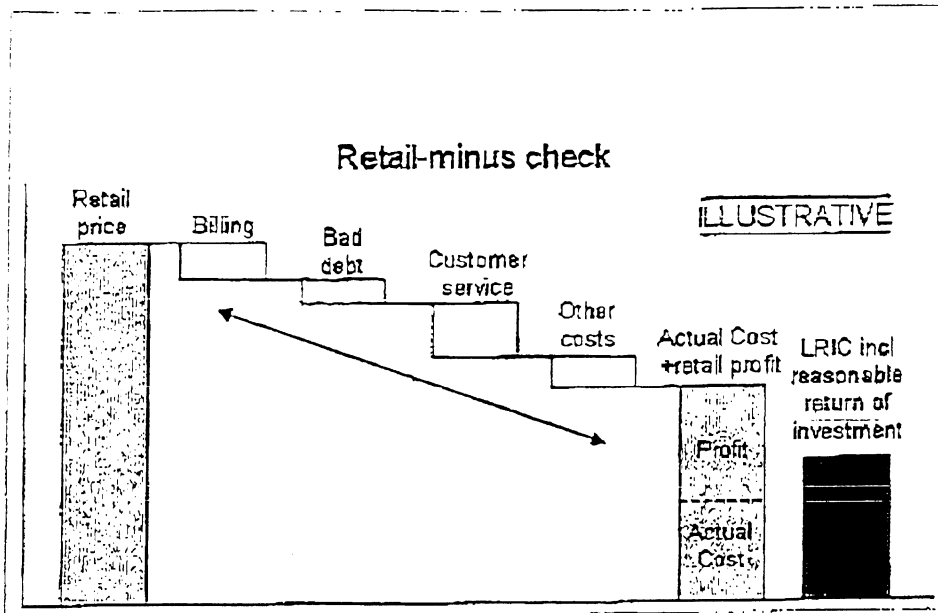 Retail-minus check
ILLUSTRATIVE
Retail
price
Billing
Bad
debt
Customer
service
Other
costs
Actual Cost
+retail profit
LRIC incl
reasonable
return of
investment
Profit
Actual
Cost